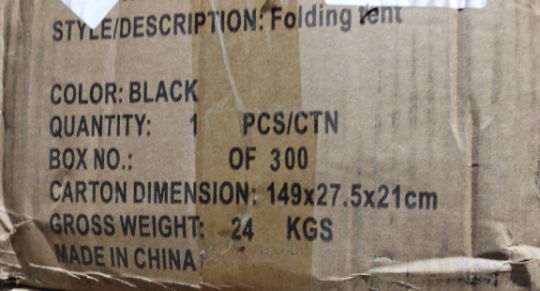 STYLE/DESCRIPTION: Folding tent
COLOR: BLACK
QUANTITY: 1 PCS/CTN
BOX NO.: OF 300
CARTON DIMENSION: 149x27.5x21cm
GROSS WEIGHT: 24 KGS
MADE IN CHINA